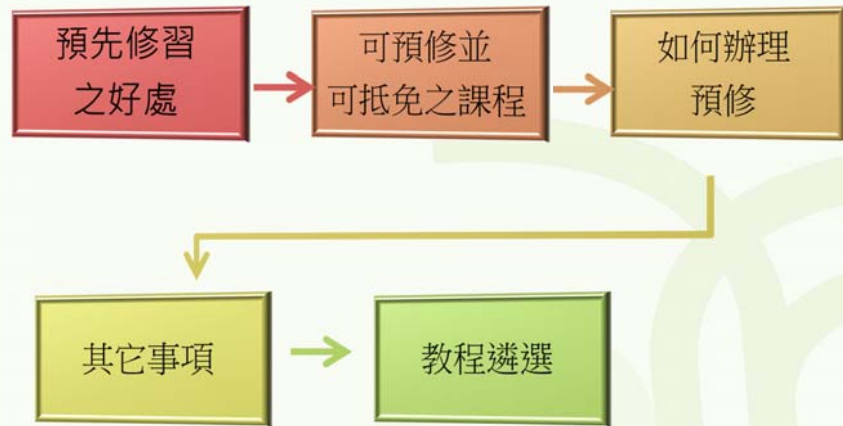 預先修習
之好處
可預修並
可抵免之課程
如何辦理
預修
其它事項
教程遴選